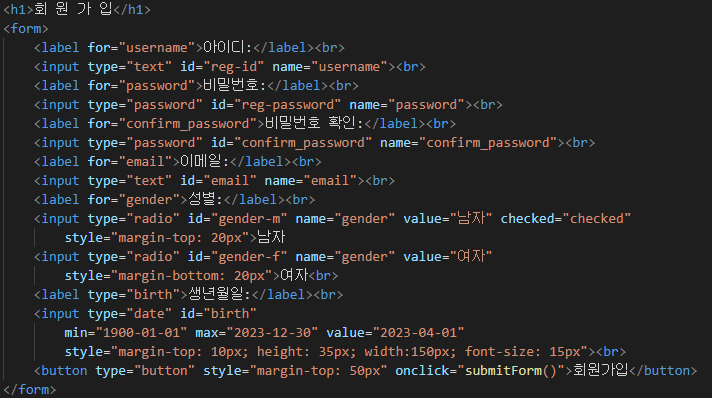 <h1>회 원 가 입</h1>
<form>
<label for="username">아이디:</label><br>
<input type="text" id="reg-id" name="username"><br>
<label for="password">비밀번호:</label><br>
<input type="password" id="reg-password" name="password"><br>
<label for="confirm_password">비밀번호 확인:</label><br>
<input type="password" id="confirm_password" name="confirm_password"><br>
<label for="email">이메일:</label><br>
<input type="text" id="email" name="email"><br>
<label for="gender">성별:</label><br>
<input type="radio" id="gender-m" name="gender" value="남자" checked="checked"
style="margin-top: 20px">남자
<input type="radio" id="gender-f" name="gender" value="여자"
style="margin-bottom: 20px">여자<br>
<label type="birth">생년월일:</label><br>
<input type="date" id="birth"
min="1900-01-01" max="2023-12-30" value="2023-04-01"
style="margin-top: 10px; height: 35px; width:150px; font-size: 15px"><br>
<button type="button" style="margin-top: 50px" onclick="submitForm()">회원가입</button>
</form>